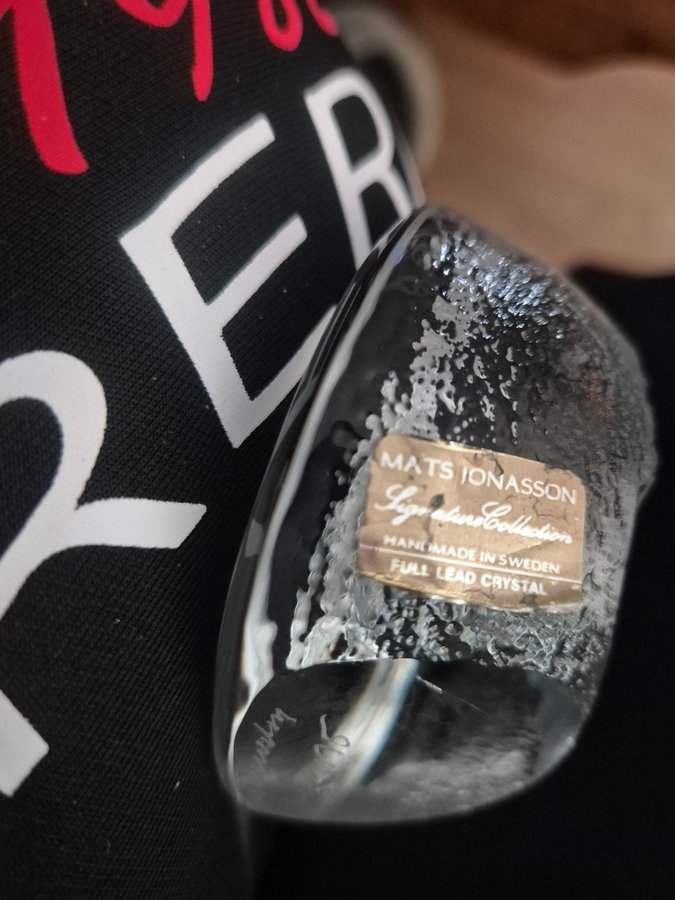 RER
MATS JONASSON
Signature Collection
HANDMADE IN SWEDEN
FULL LEAD CRYSTAL